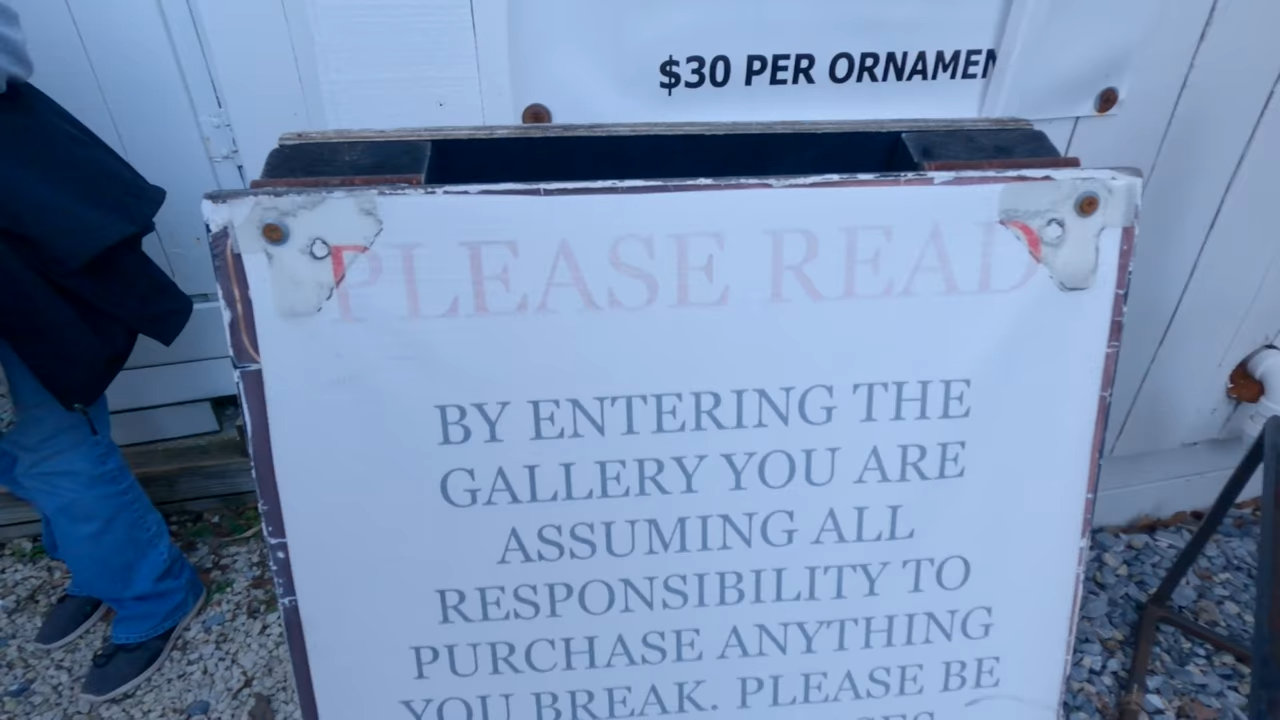 $30 PER ORNAMEN
PLEASE READ
BY ENTERING THE
GALLERY YOU ARE
ASSUMING ALL
RESPONSIBILITY TO
PURCHASE ANYTHING
YOU BREAK. PLEASE BE